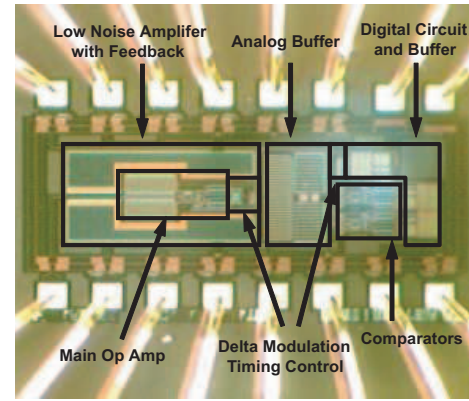 Low Noise Amplifer
with Feedback
Analog Buffer
Digital Circuit
and Buffer
Main Op Amp
Delta Modulation
Timing Control
Comparators